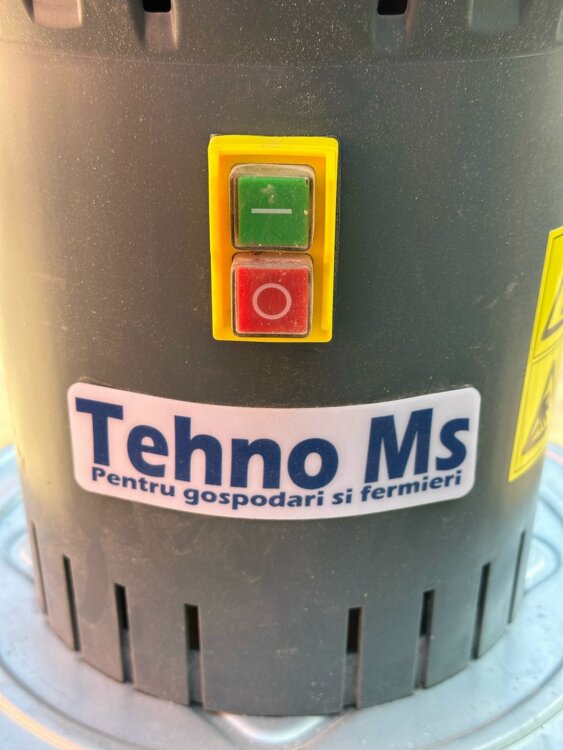 Tehno Ms
Pentru gospodari si fermieri